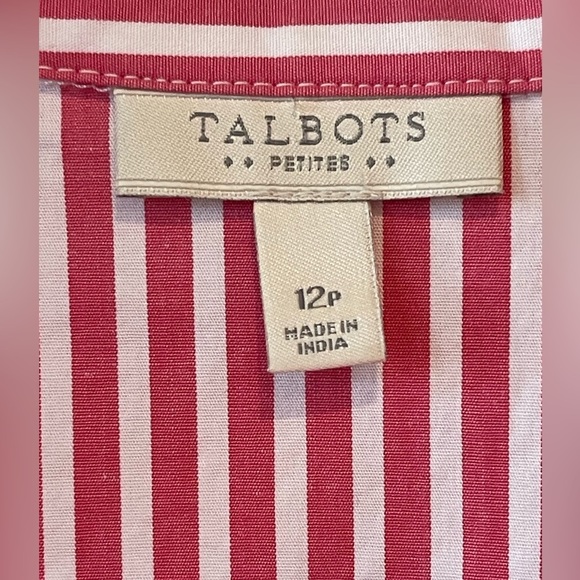 TALBOTS
♦♦ PETITES ♦♦
12P
MADE IN
INDIA